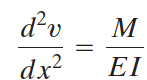 d²v/dx² = M/EI